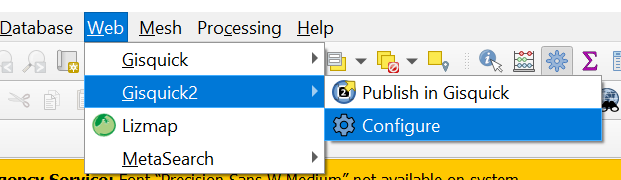 Database Web Mesh Processing Help
Gisquick
Gisquick2
Publish in Gisquick
Lizmap
Configure
MetaSearch
gency Service: Font "Precision Sans W Medium" not available on system